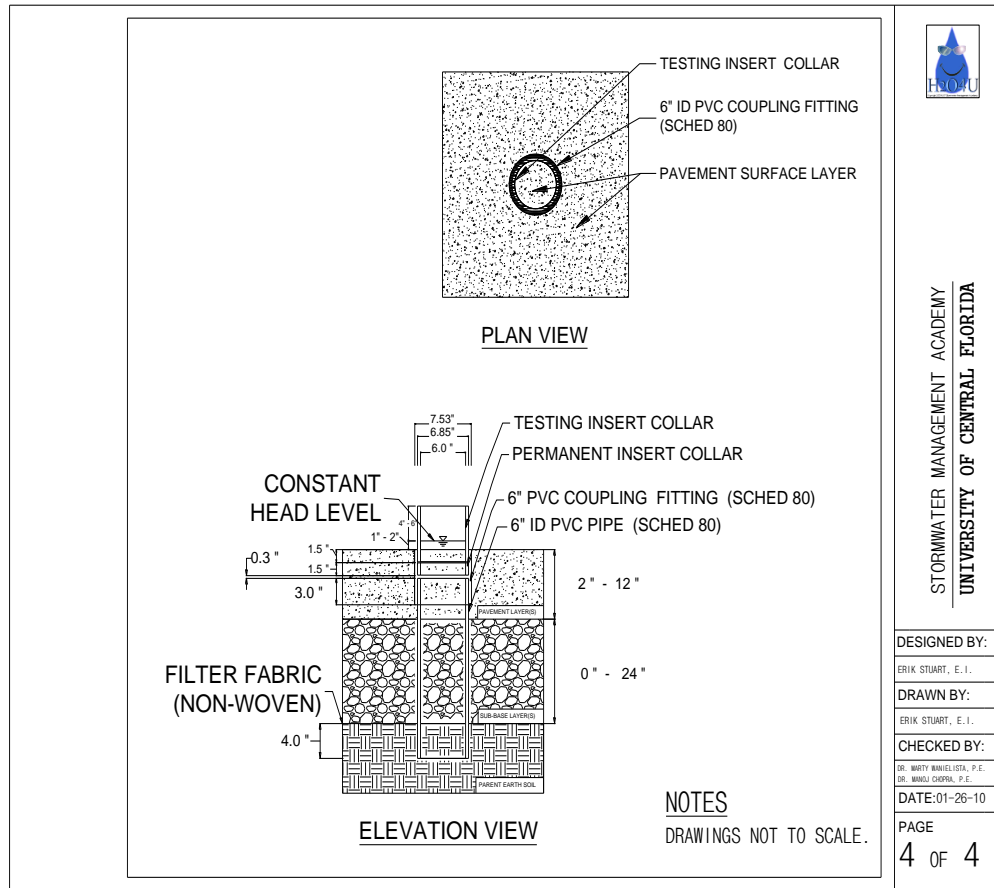 TESTING INSERT COLLAR
6" ID PVC COUPLING FITTING
(SCHED 80)
PAVEMENT SURFACE LAYER
PLAN VIEW
7.53"
6.85"
6.0 "
TESTING INSERT COLLAR
PERMANENT INSERT COLLAR
6" PVC COUPLING FITTING (SCHED 80)
6" ID PVC PIPE (SCHED 80)
CONSTANT
HEAD LEVEL
4" - 6"
1" - 2"
1.5 "
1.5 "
0.3 "
3.0 "
2 " - 12 "
PAVEMENT LAYER(S)
0 " - 24 "
FILTER FABRIC
(NON-WOVEN)
SUB-BASE LAYER(S)
4.0 "
PARENT EARTH SOIL
ELEVATION VIEW
NOTES
DRAWINGS NOT TO SCALE.
H2O4U
STORMWATER MANAGEMENT ACADEMY
UNIVERSITY OF CENTRAL FLORIDA
DESIGNED BY:
ERIK STUART, E.I.
DRAWN BY:
ERIK STUART, E.I.
CHECKED BY:
DR. MARTY WANIELISTA, P.E.
DR. MANOJ CHOPRA, P.E.
DATE:01-26-10
PAGE
4 OF 4